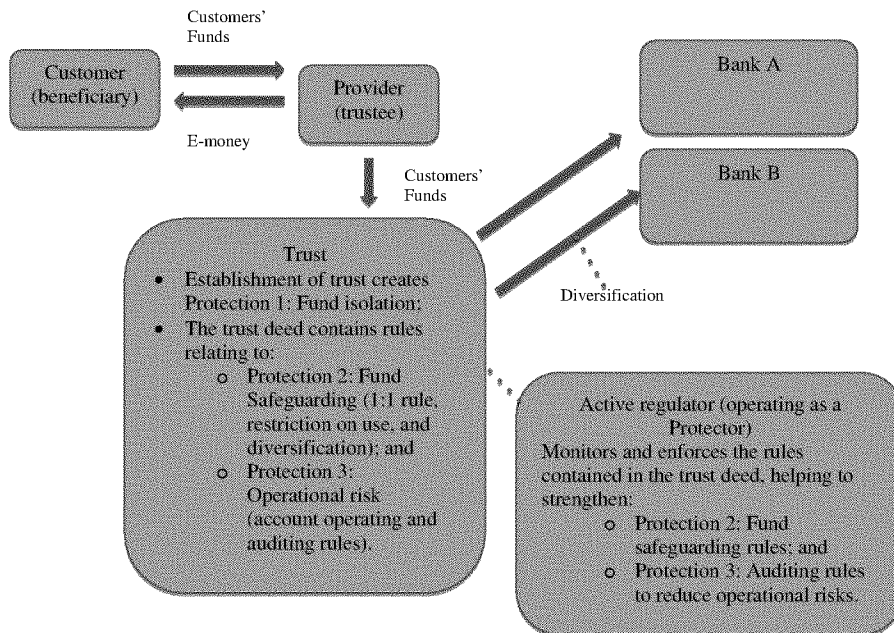 Customers'
Funds
Customer
(beneficiary)
Provider
(trustee)
E-money
Bank A
Bank B
Customers'
Funds
Diversification
Trust
• Establishment of trust creates
Protection 1: Fund isolation;
• The trust deed contains rules
relating to:
o Protection 2: Fund
Safeguarding (1:1 rule,
restriction on use, and
diversification); and
o Protection 3:
Operational risk
(account operating and
auditing rules).
Active regulator (operating as a
Protector)
Monitors and enforces the rules
contained in the trust deed, helping to
strengthen:
o Protection 2: Fund
safeguarding rules; and
o Protection 3: Auditing rules
to reduce operational risks.